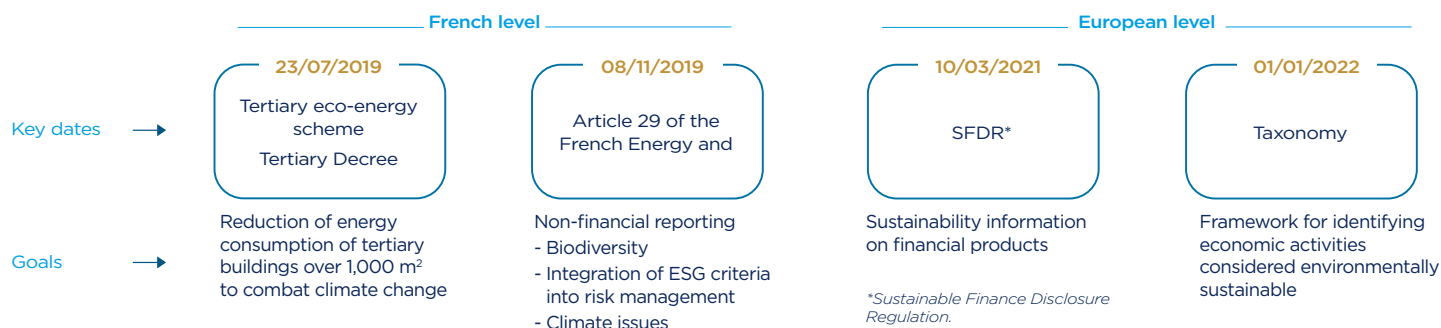 French level
European level
Key dates
23/07/2019
Tertiary eco-energy
scheme
Tertiary Decree
08/11/2019
Article 29 of the
French Energy and
10/03/2021
SFDR*
01/01/2022
Taxonomy
Goals
Reduction of energy
consumption of tertiary
buildings over 1,000 m²
to combat climate change
Non-financial reporting
- Biodiversity
- Integration of ESG criteria
into risk management
- Climate issues
Sustainability information
on financial products
*Sustainable Finance Disclosure
Regulation.
Framework for identifying
economic activities
considered environmentally
sustainable